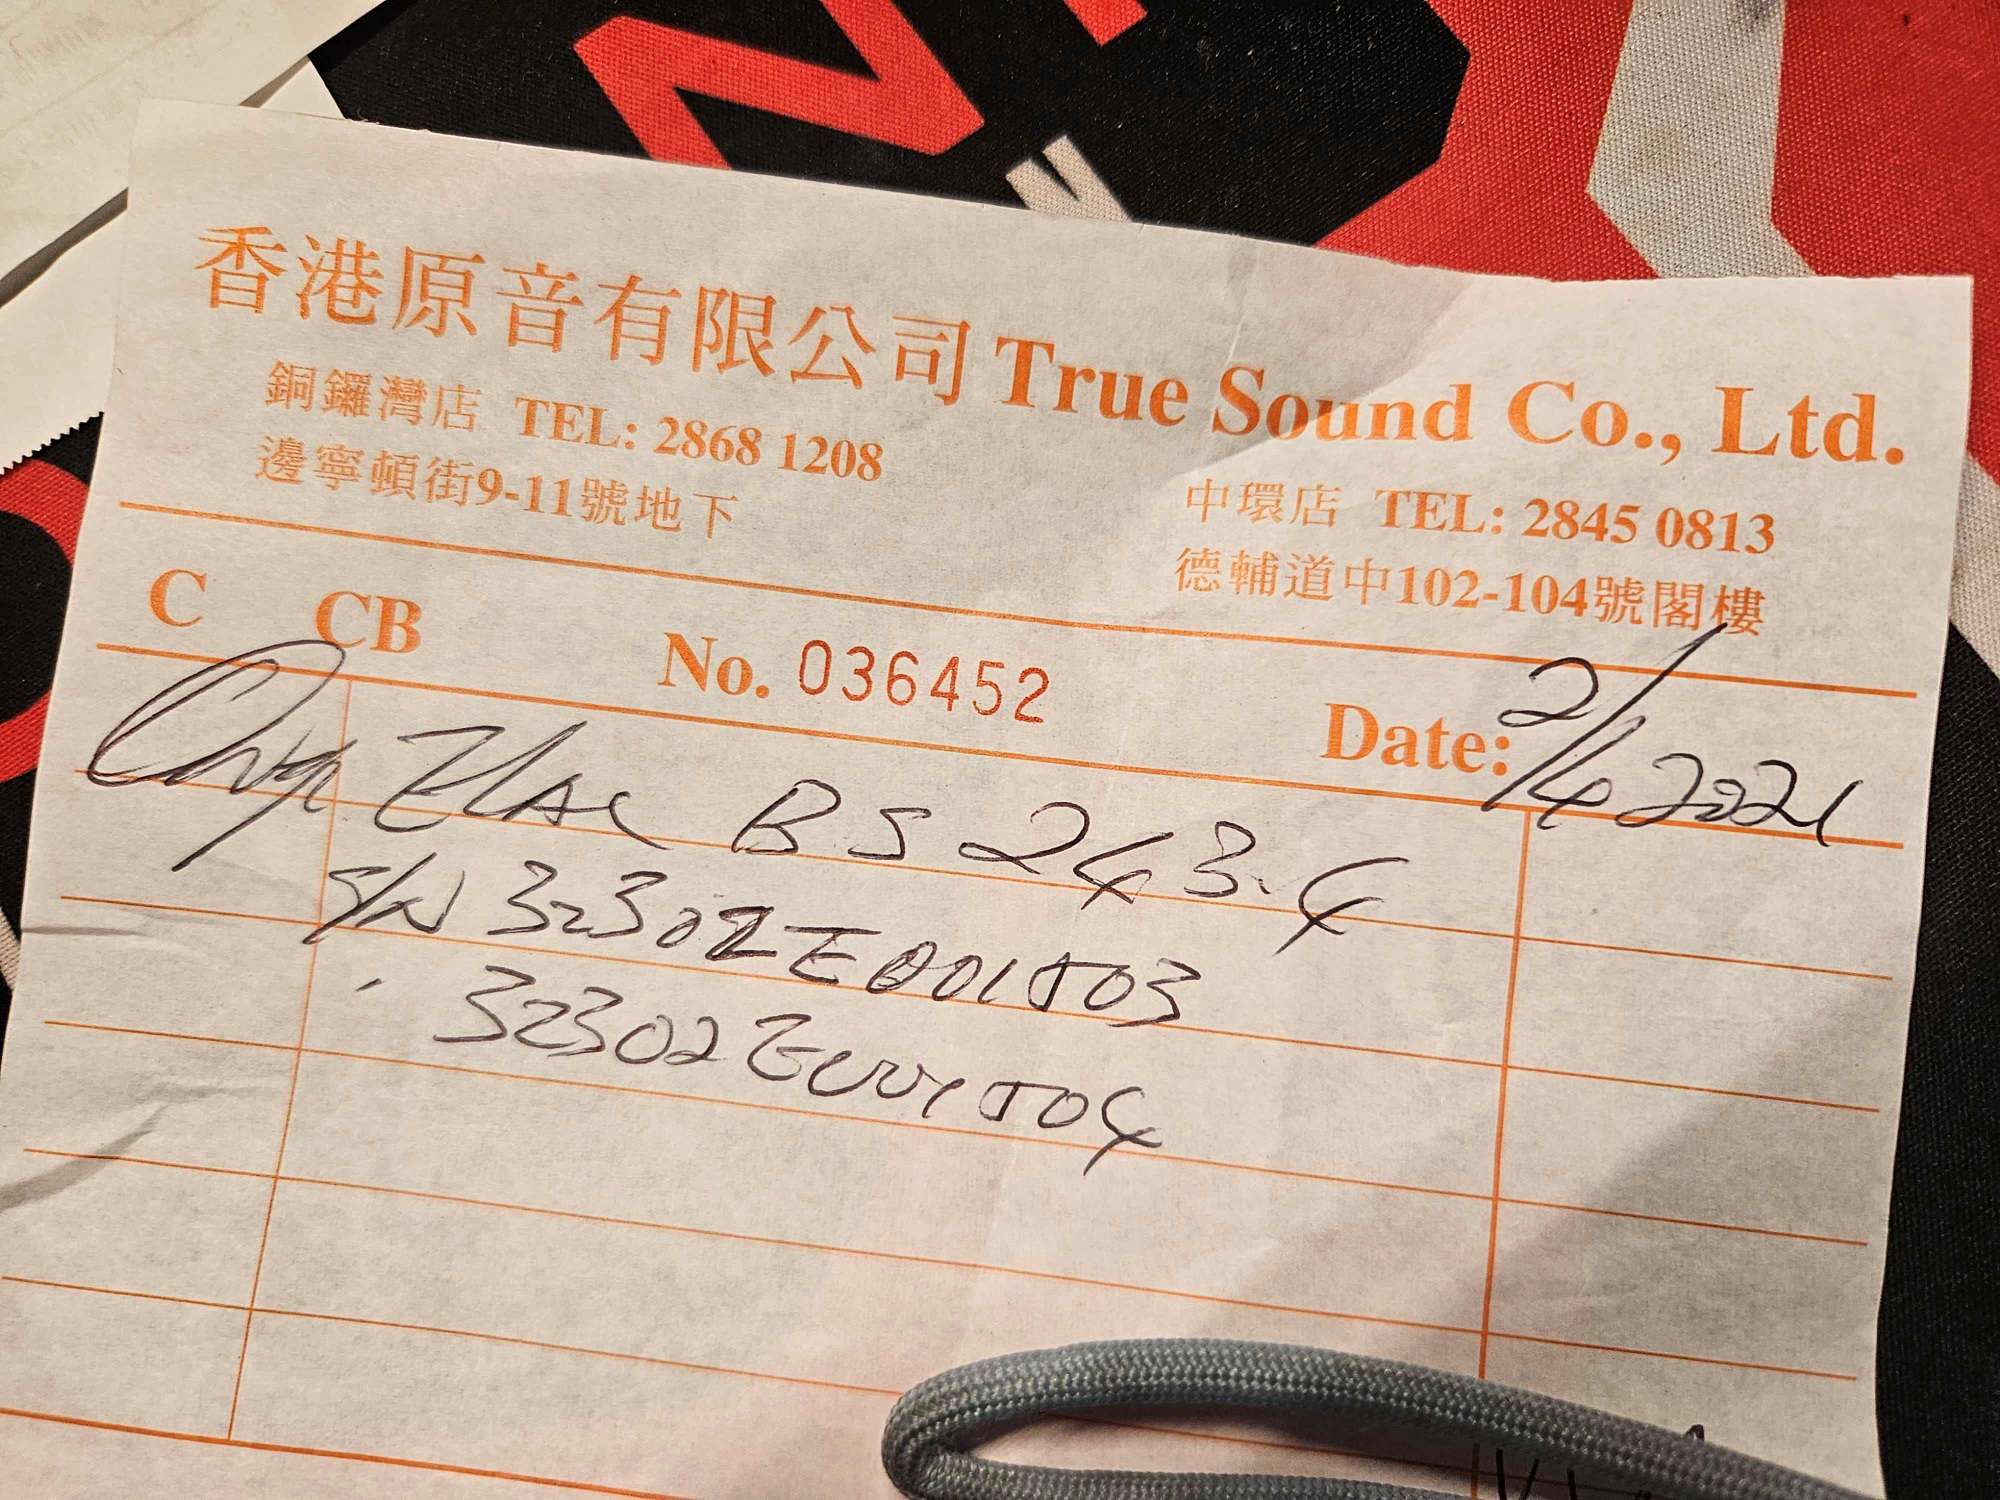 香港原音有限公司 True Sound Co., Ltd.
銅鑼灣店 TEL: 2868 1208
邊寧頓街9-11號地下
中環店 TEL: 2845 0813
德輔道中102-104號閣樓
C CB No. 036452 Date: 2/4 2021
ELAC BS 243.4
S/N 32302E001503
32302E001504